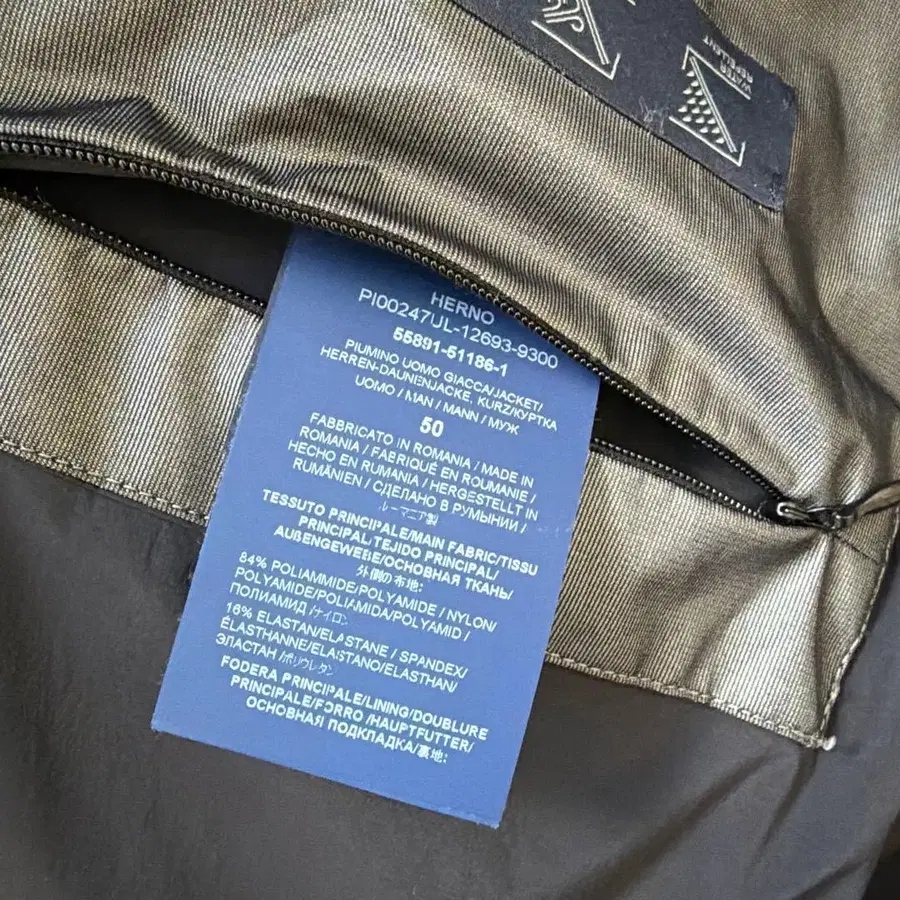 WATER
REPELLENT
HERNO
PI00247UL-12693-9300
55891-51186-1
PIUMINO UOMO GIACCA/JACKET/
HERREN-DAUNENJACKE, KURZ/КУРТКА
UOMO / MAN / MANN / МУЖ
50
FABBRICATO IN ROMANIA / MADE IN
ROMANIA / FABRIQUÉ EN ROUMANIE /
HECHO EN RUMANIA / HERGESTELLT IN
RUMÄNIEN / СДЕЛАНО В РУМЫНИИ /
ルーマニア製
TESSUTO PRINCIPALE/MAIN FABRIC/TISSU
PRINCIPAL/TEJIDO PRINCIPAL/
AUßENGEWEBE/ОСНОВНАЯ ТКАНЬ/
外側の布地:
84% POLIAMMIDE/POLYAMIDE / NYLON/
POLYAMIDE/POLIAMIDA/POLYAMID /
ПОЛИАМИД /ナイロン
16% ELASTAN/ELASTANE / SPANDEX/
ÉLASTHANNE/ELASTANO/ELASTHAN/
ЭЛАСТАН /ポリウレタン
FODERA PRINCIPALE/LINING/DOUBLURE
PRINCIPALE/FORRO /HAUPTFUTTER/
ОСНОВНАЯ ПОДКЛАДКА/裏地: